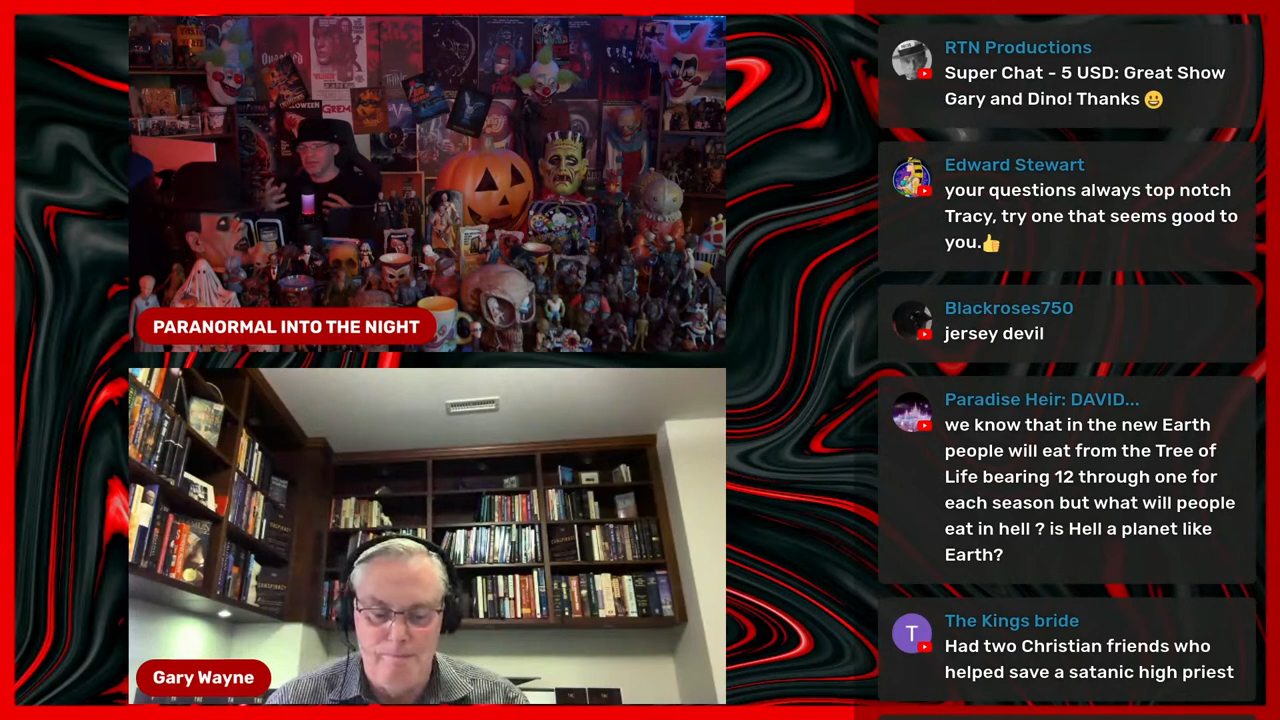 PARANORMAL INTO THE NIGHT
Gary Wayne
RTN Productions
Super Chat - 5 USD: Great Show
Gary and Dino! Thanks 😀
Edward Stewart
your questions always top notch
Tracy, try one that seems good to
you.👍
Blackroses750
jersey devil
Paradise Heir: DAVID...
we know that in the new Earth
people will eat from the Tree of
Life bearing 12 through one for
each season but what will people
eat in hell ? is Hell a planet like
Earth?
T
The Kings bride
Had two Christian friends who
helped save a satanic high priest